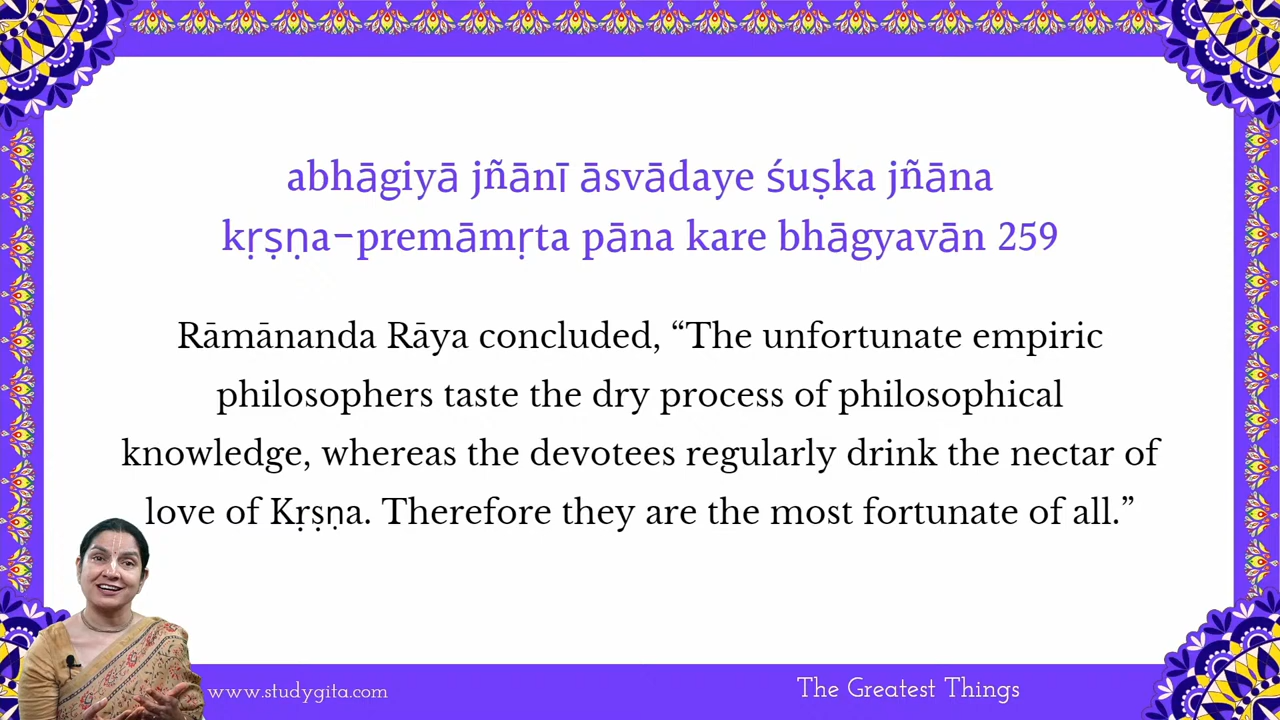 abhāgiyā jñānī āsvādaye śuṣka jñāna
kṛṣṇa-premāmṛta pāna kare bhāgyavān 259
Rāmānanda Rāya concluded, “The unfortunate empiric
philosophers taste the dry process of philosophical
knowledge, whereas the devotees regularly drink the nectar of
love of Kṛṣṇa. Therefore they are the most fortunate of all.”
www.studygita.com
The Greatest Things